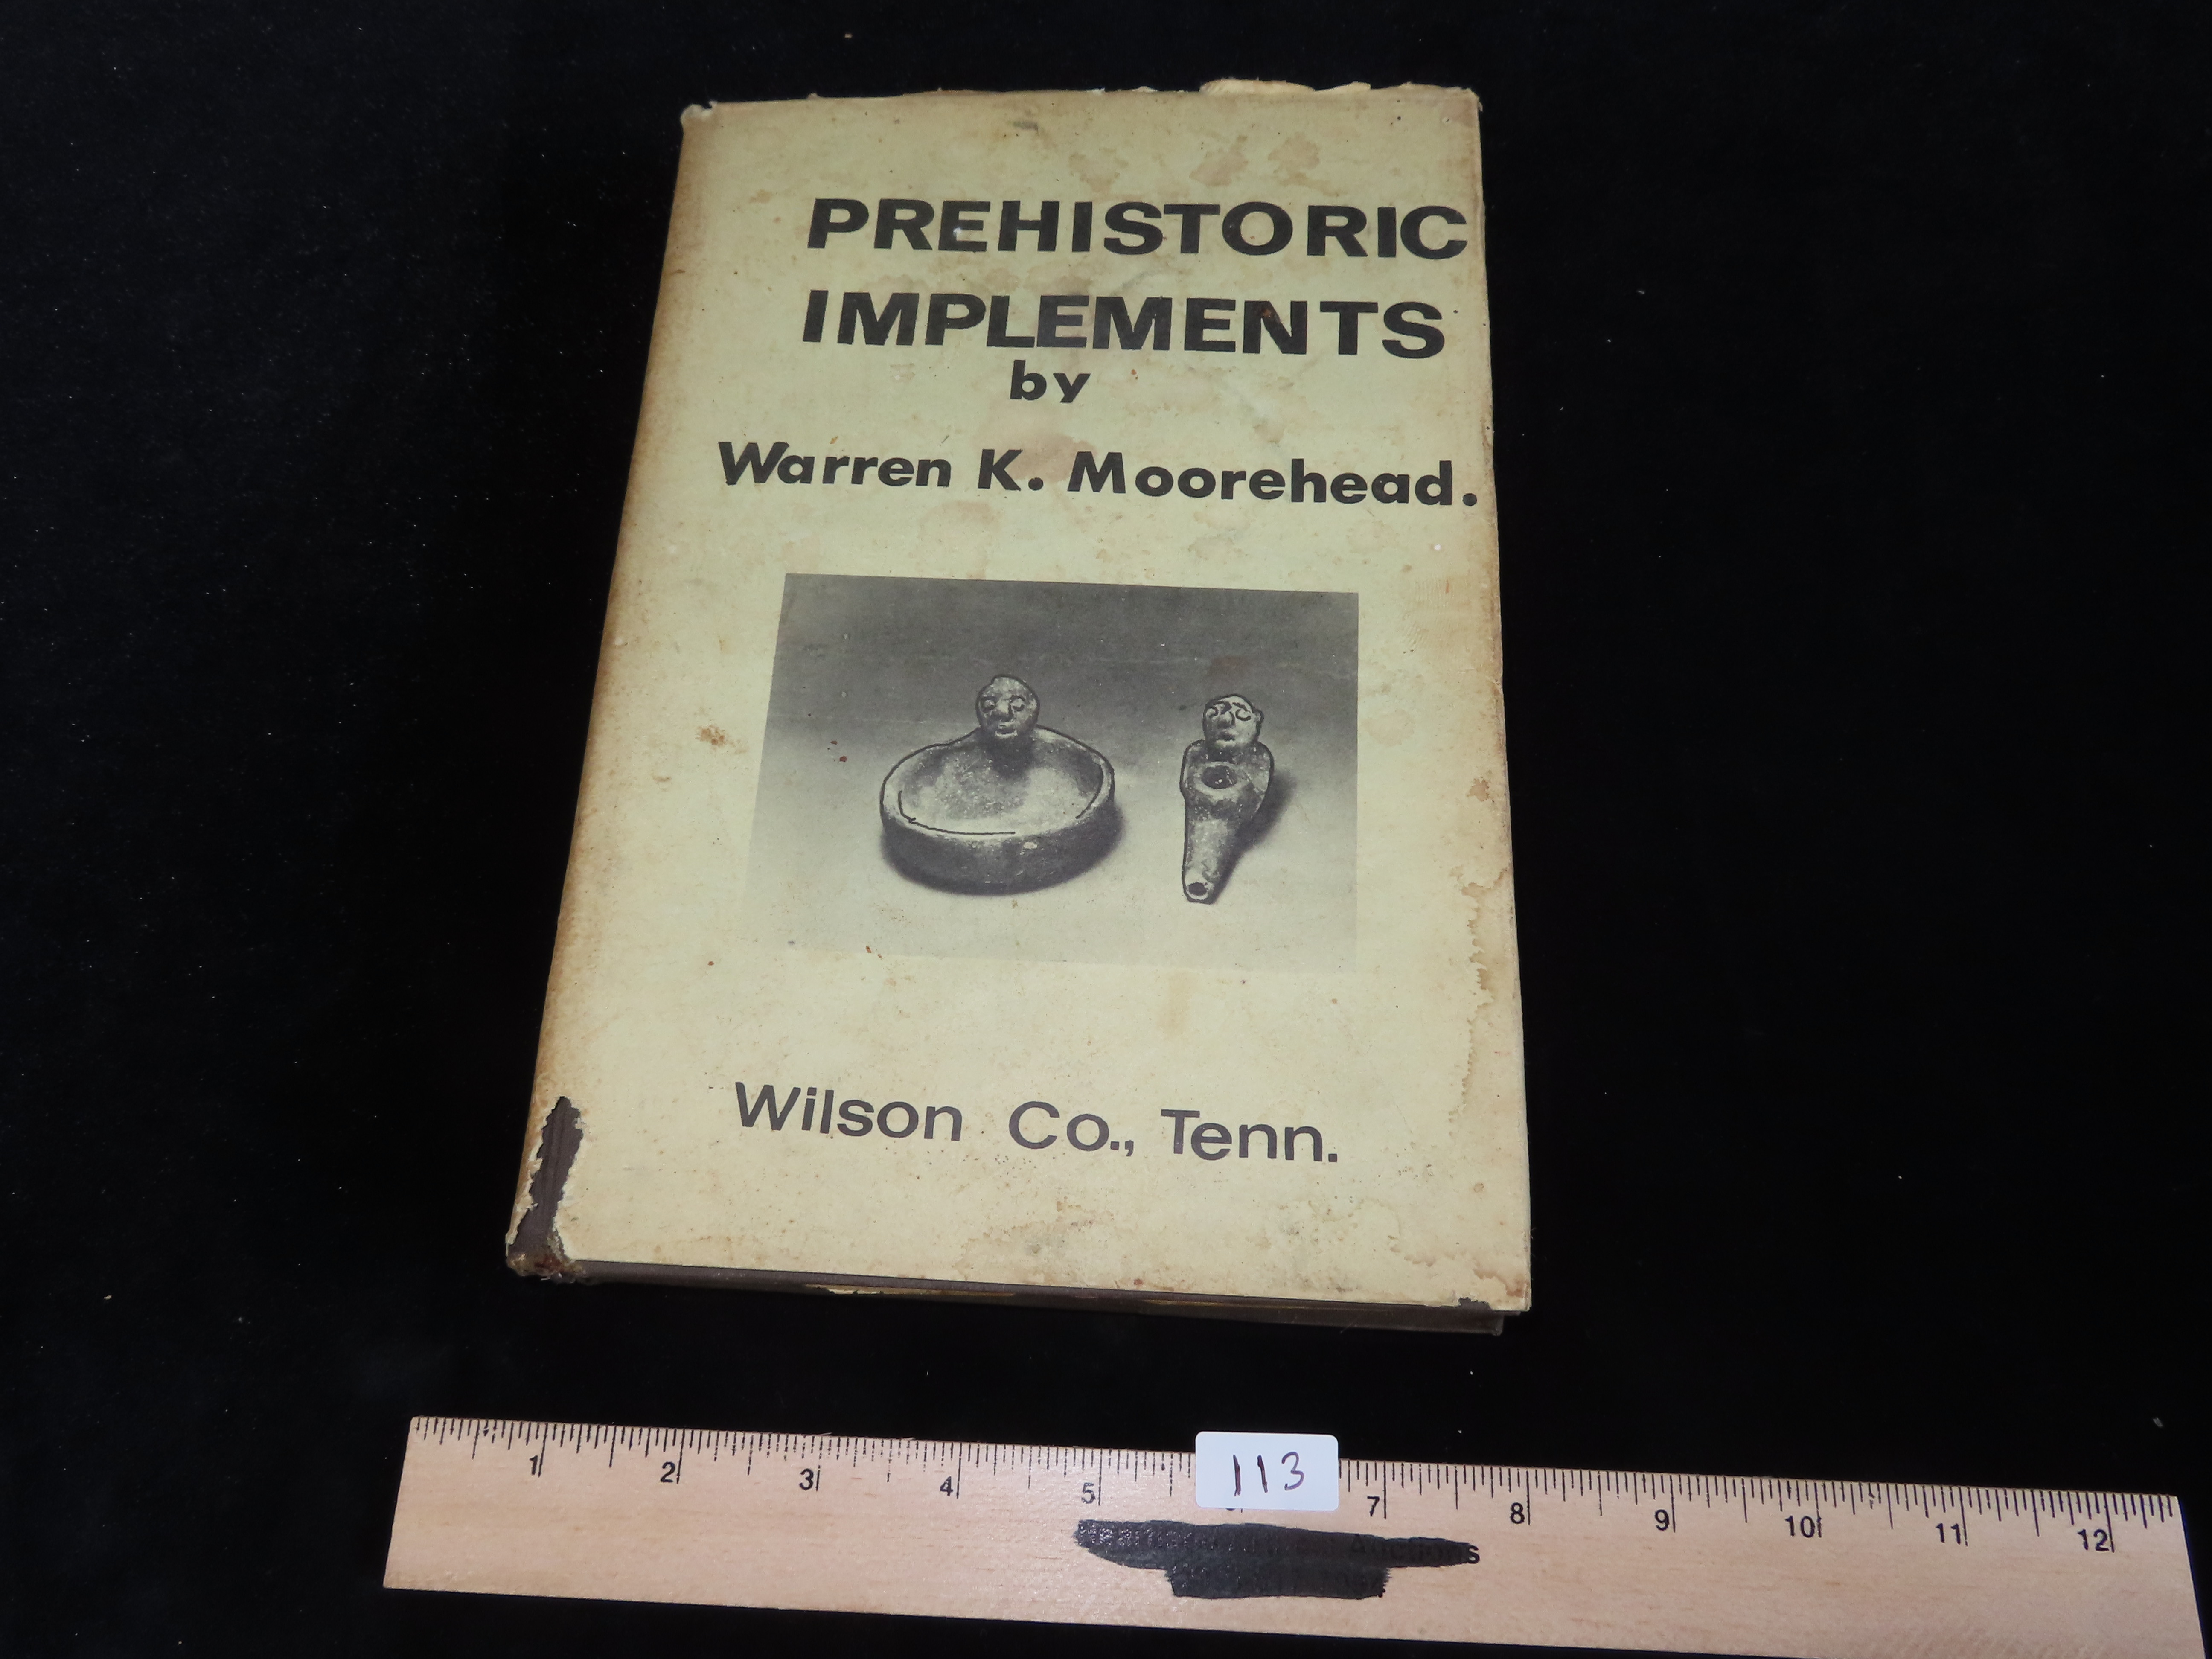 PREHISTORIC
IMPLEMENTS
by
Warren K. Moorehead.
Wilson Co., Tenn.
113
1 2 3 4 5 7 8 9 10 11 12
Auctions